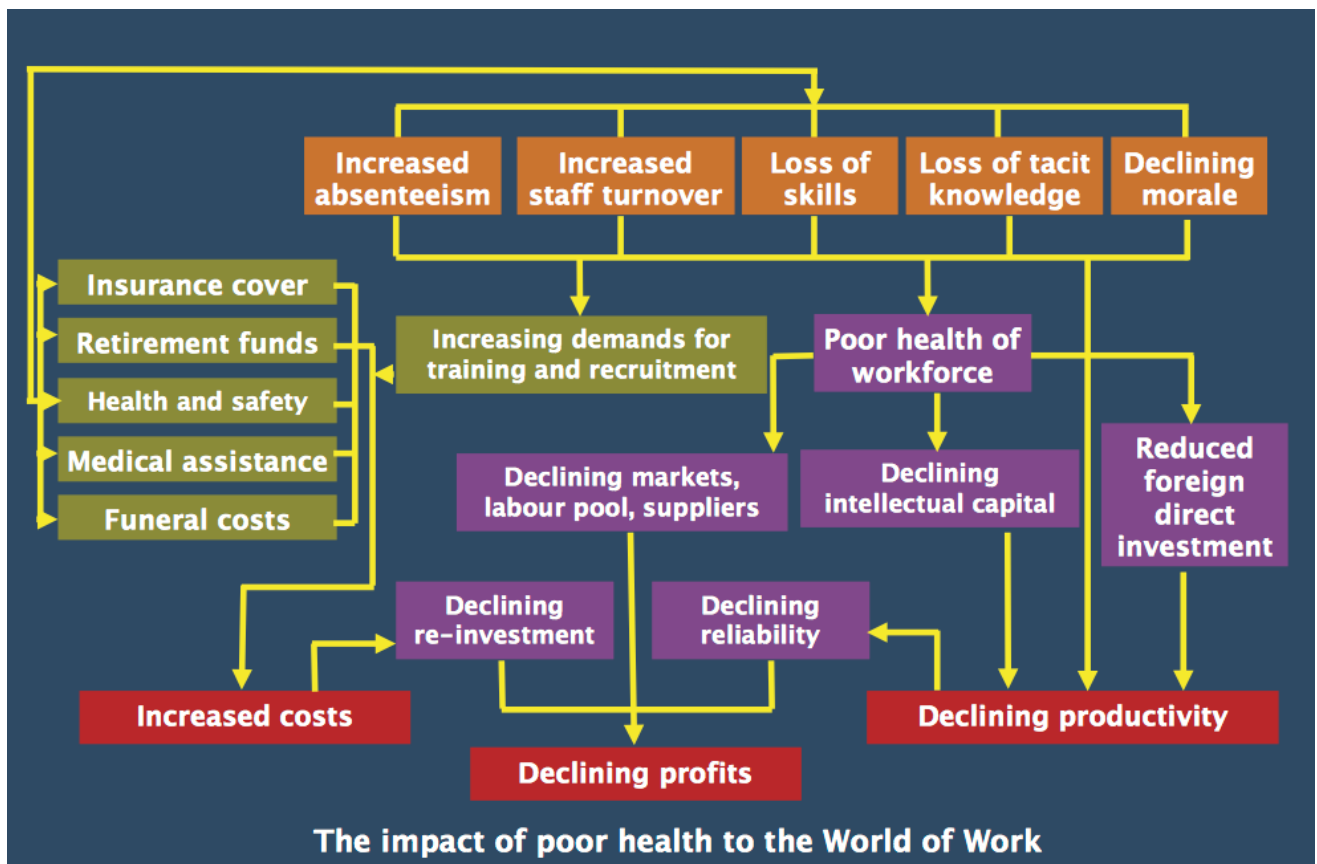 Increased
absenteeism
Increased
staff turnover
Loss of
skills
Loss of tacit
knowledge
Declining
morale
Insurance cover
Retirement funds
Health and safety
Medical assistance
Funeral costs
Increasing demands for
training and recruitment
Poor health of
workforce
Declining markets,
labour pool, suppliers
Declining
intellectual capital
Reduced
foreign
direct
investment
Declining
re-investment
Declining
reliability
Increased costs
Declining productivity
Declining profits
The impact of poor health to the World of Work